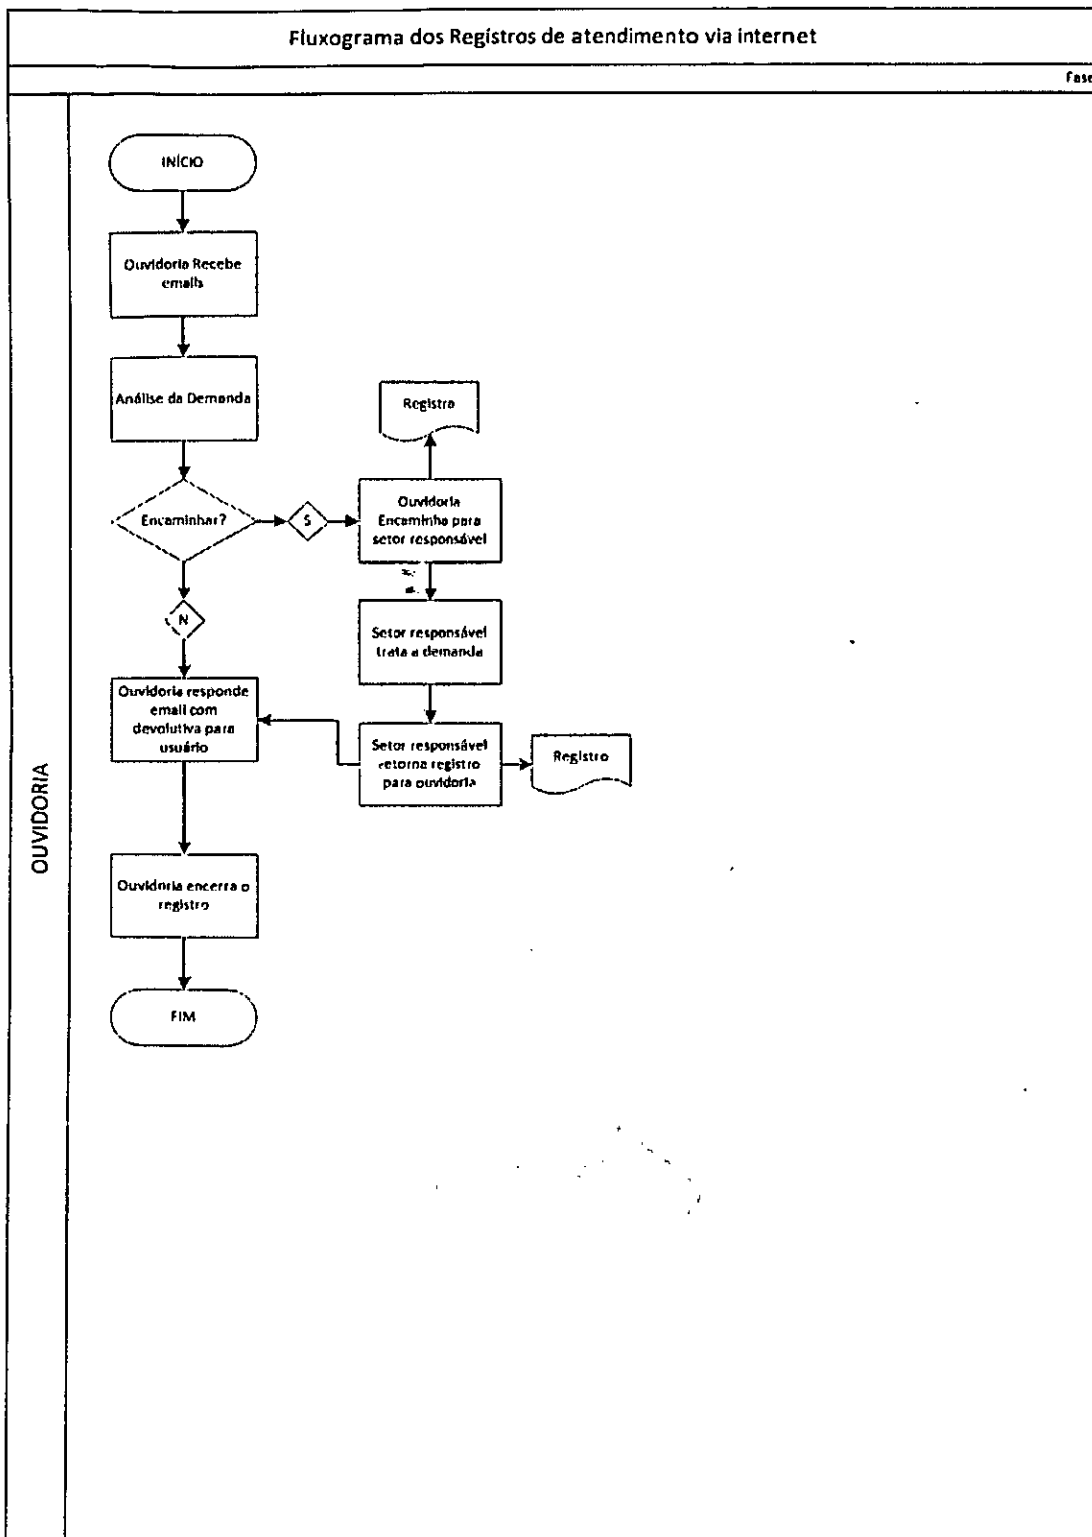 Fluxograma dos Registros de atendimento via internet
Fase
OUVIDORIA
INÍCIO
Ouvidoria Recebe
emails
Análise da Demanda
Encaminhar?
S
N
Registro
Ouvidoria
Encaminha para
setor responsável
Setor responsável
trata a demanda
Setor responsável
retorna registro
para ouvidoria
Registro
Ouvidoria responde
email com
devolutiva para
usuário
Ouvidoria encerra o
registro
FIM